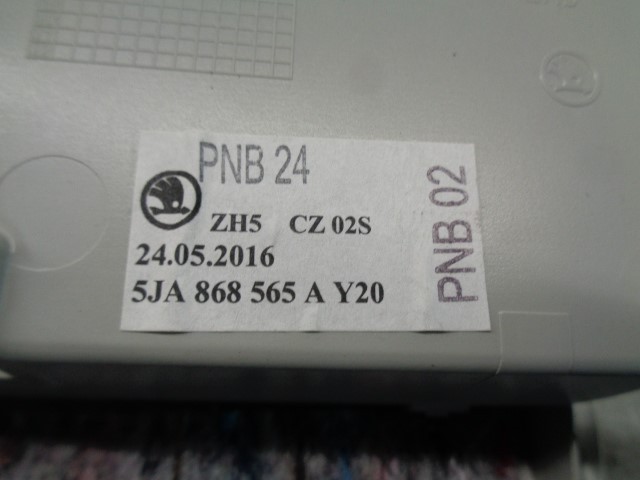 PNB 24
ZH5 CZ 02S
24.05.2016
5JA 868 565 A Y20
PNB 02